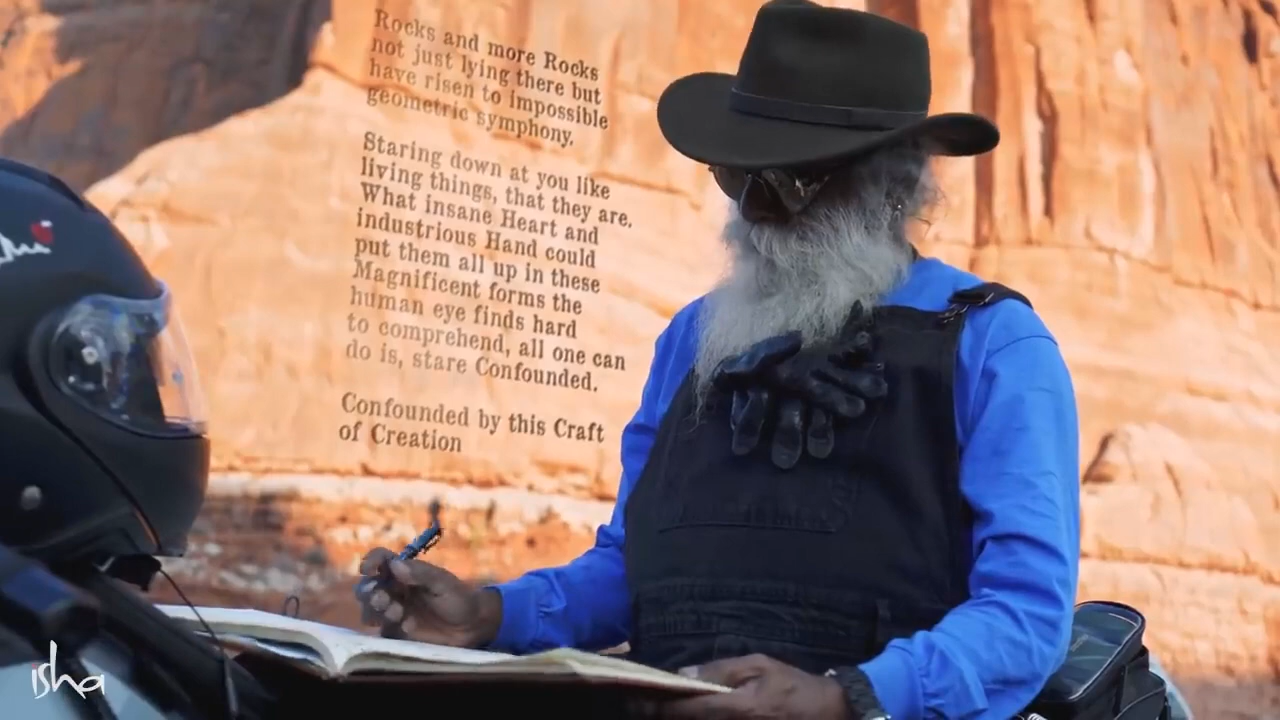 Rocks and more Rocks
not just lying there but
have risen to impossible
geometric symphony.
Staring down at you like
living things, that they are.
What insane Heart and
industrious Hand could
put them all up in these
Magnificent forms the
human eye finds hard
to comprehend, all one can
do is, stare Confounded.
Confounded by this Craft
of Creation
isha